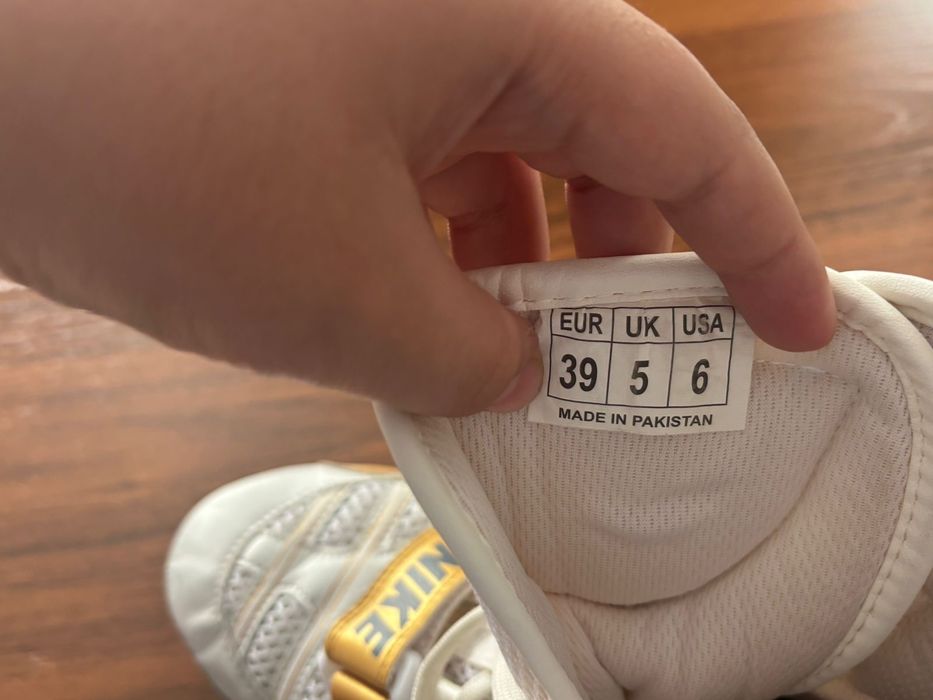 EUR UK USA
39 5 6
MADE IN PAKISTAN
NIKE